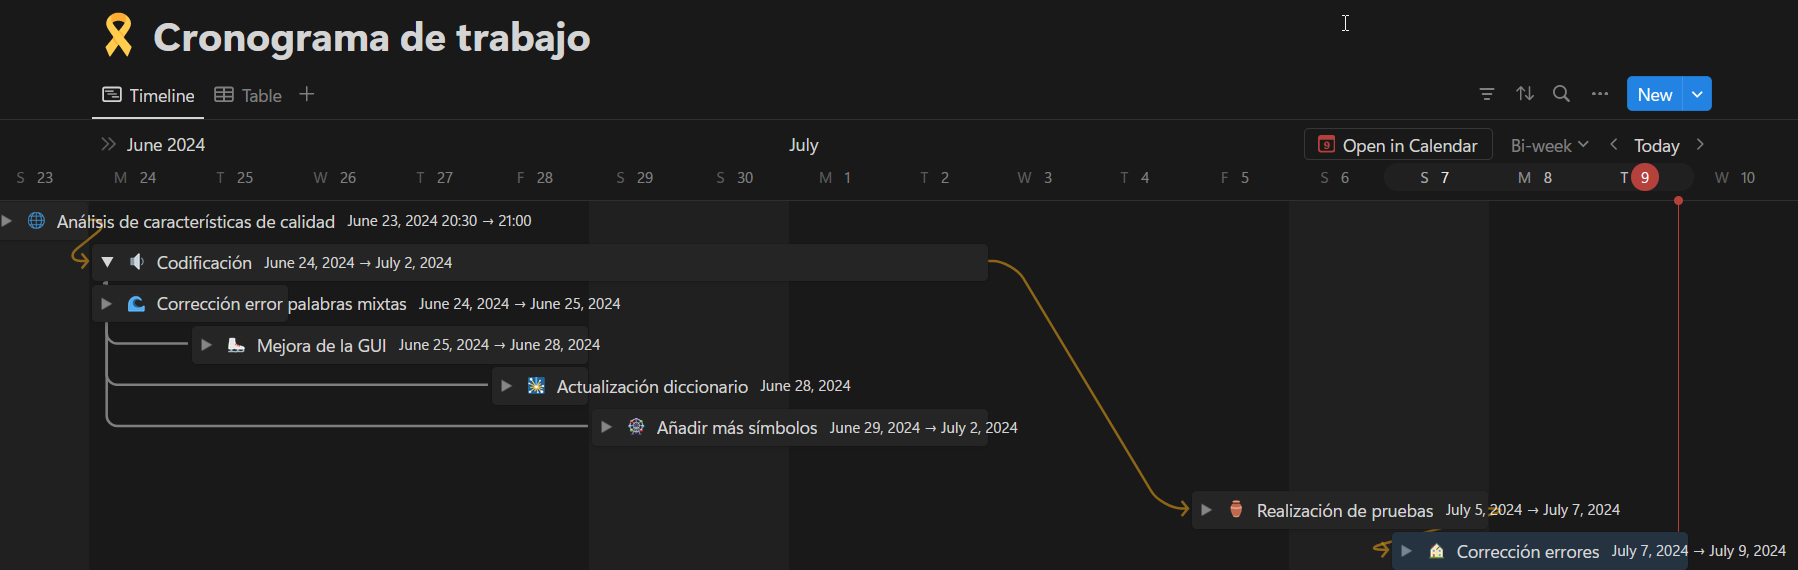 Cronograma de trabajo
Timeline Table New
June 2024 July Open in Calendar Bi-week Today
S 23 M 24 T 25 W 26 T 27 F 28 S 29 S 30 M 1 T 2 W 3 T 4 F 5 S 6 S 7 M 8 T 9 W 10
Análisis de características de calidad June 23, 2024 20:30 → 21:00
Codificación June 24, 2024 → July 2, 2024
Corrección error palabras mixtas June 24, 2024 → June 25, 2024
Mejora de la GUI June 25, 2024 → June 28, 2024
Actualización diccionario June 28, 2024
Añadir más símbolos June 29, 2024 → July 2, 2024
Realización de pruebas July 5, 2024 → July 7, 2024
Corrección errores July 7, 2024 → July 9, 2024